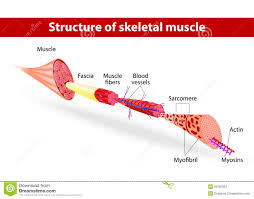 Structure of skeletal muscle
Muscle
Fascia
Muscle
fibers
Blood
vessels
Sarcomere
Actin
Myofibril
Myosins
Download from
Dreamstime.com